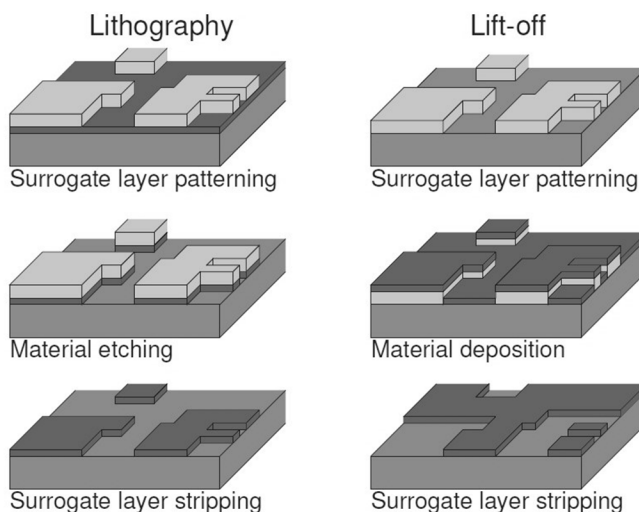 Lithography
Surrogate layer patterning
Material etching
Surrogate layer stripping
Lift-off
Surrogate layer patterning
Material deposition
Surrogate layer stripping